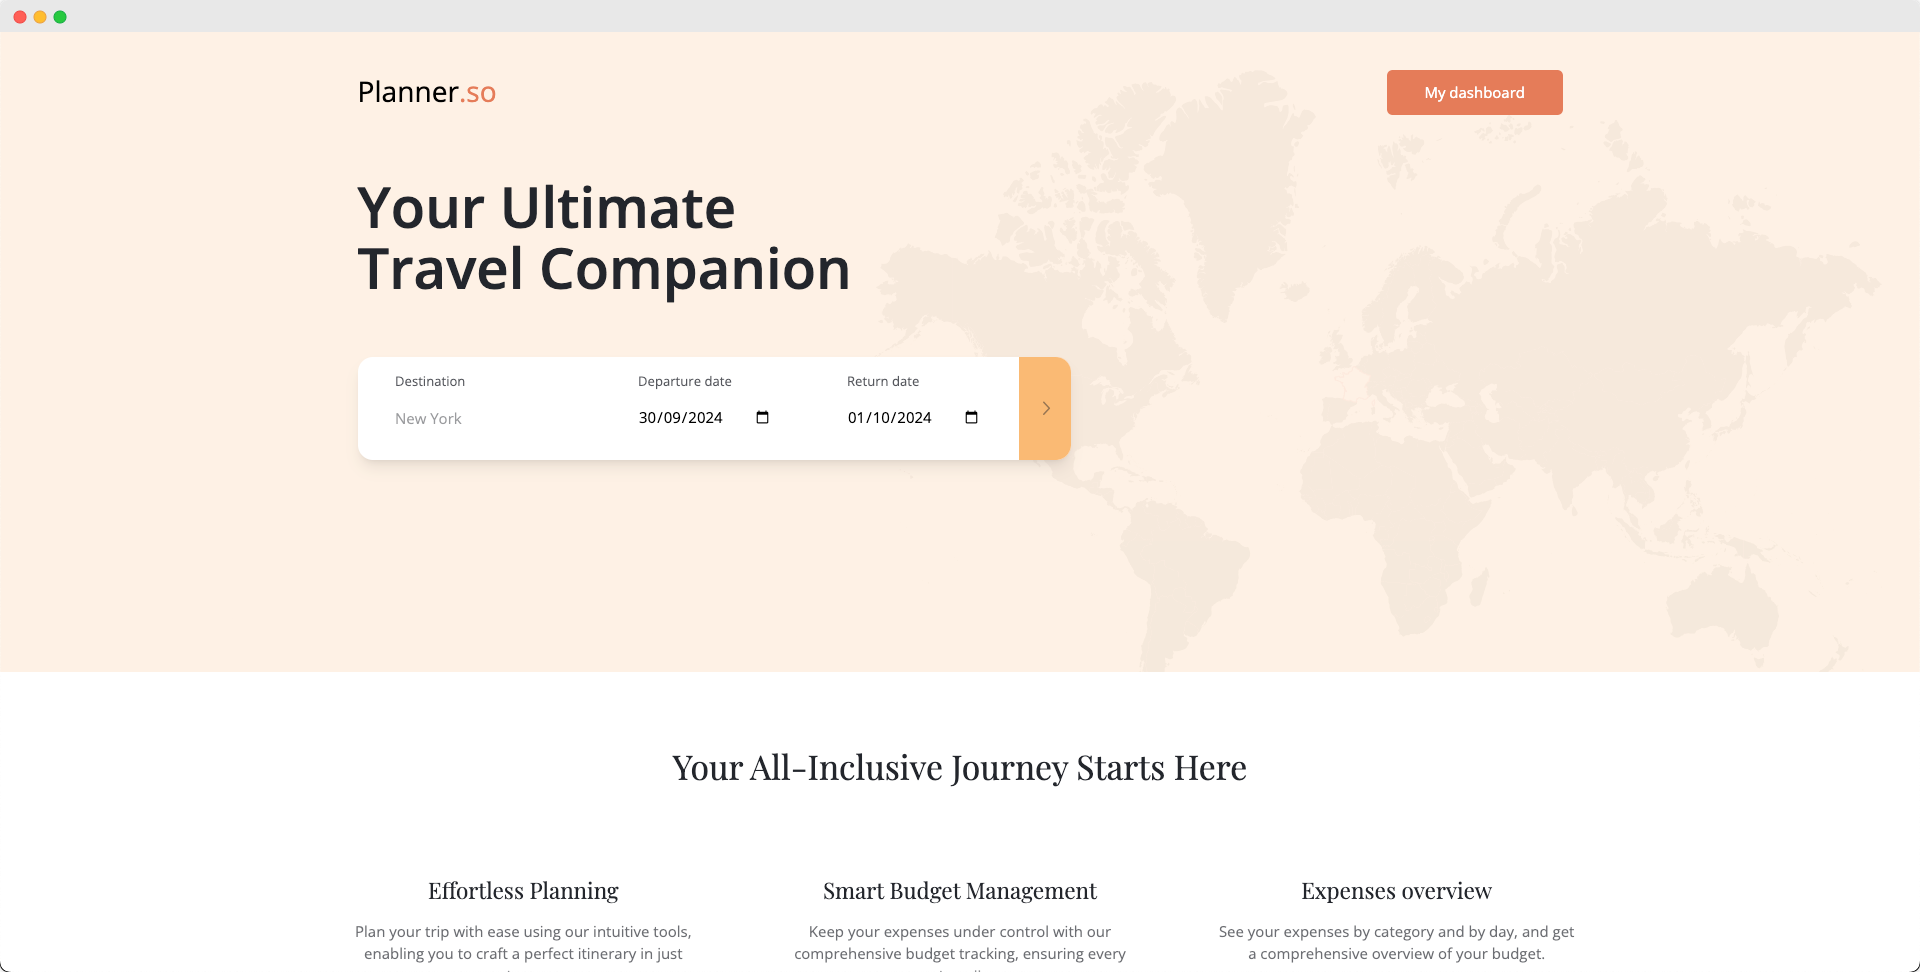 Planner.so
My dashboard
Your Ultimate
Travel Companion
Destination
Departure date
Return date
New York
30/09/2024
01/10/2024
Your All-Inclusive Journey Starts Here
Effortless Planning
Smart Budget Management
Expenses overview
Plan your trip with ease using our intuitive tools,
enabling you to craft a perfect itinerary in just
Keep your expenses under control with our
comprehensive budget tracking, ensuring every
See your expenses by category and by day, and get
a comprehensive overview of your budget.